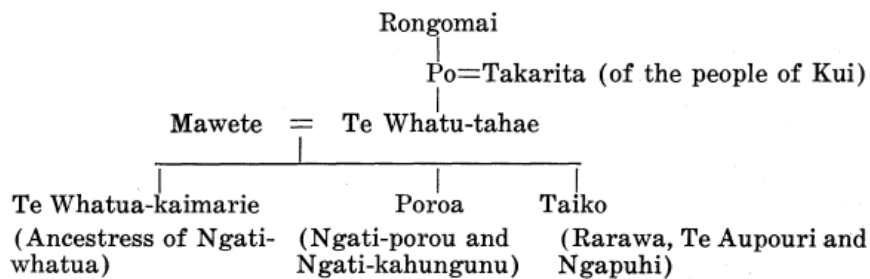 Rongomai
Po=Takarita (of the people of Kui)
Mawete = Te Whatu-tahae
Te Whatua-kaimarie Poroa Taiko
(Ancestress of Ngati- (Ngati-porou and (Rarawa, Te Aupouri and
whatua) Ngati-kahungunu) Ngapuhi)